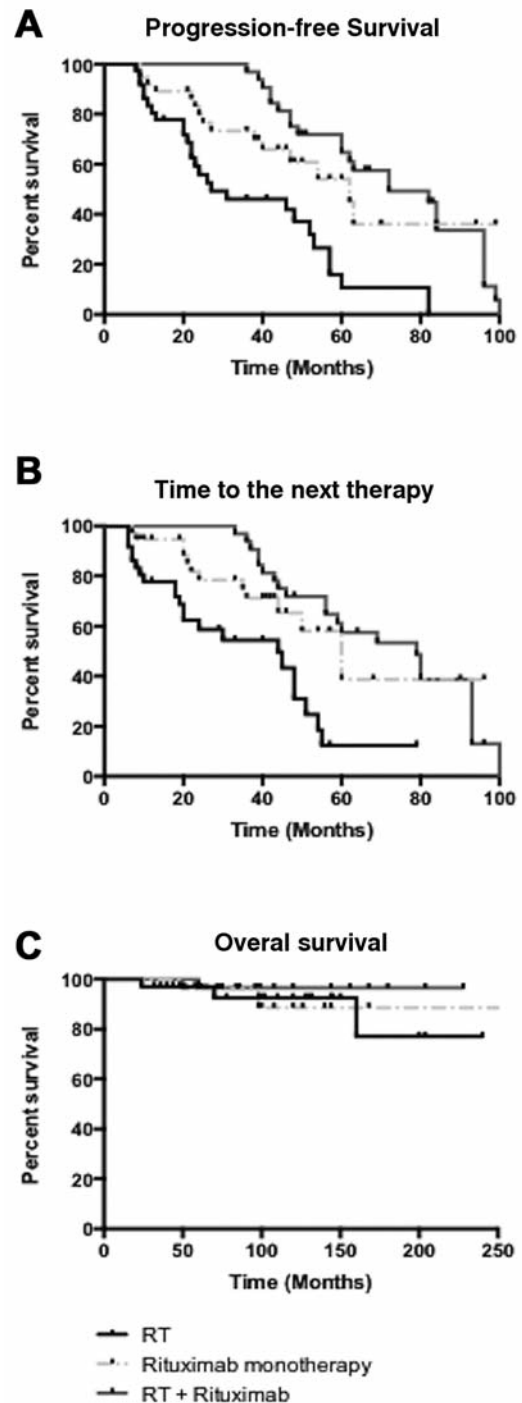 A
Progression-free Survival
Percent survival
100
80
60
40
20
0
0 20 40 60 80 100
Time (Months)
B
Time to the next therapy
Percent survival
100
80
60
40
20
0
0 20 40 60 80 100
Time (Months)
C
Overal survival
Percent survival
100
80
60
40
20
0
0 50 100 150 200 250
Time (Months)
RT
Rituximab monotherapy
RT + Rituximab